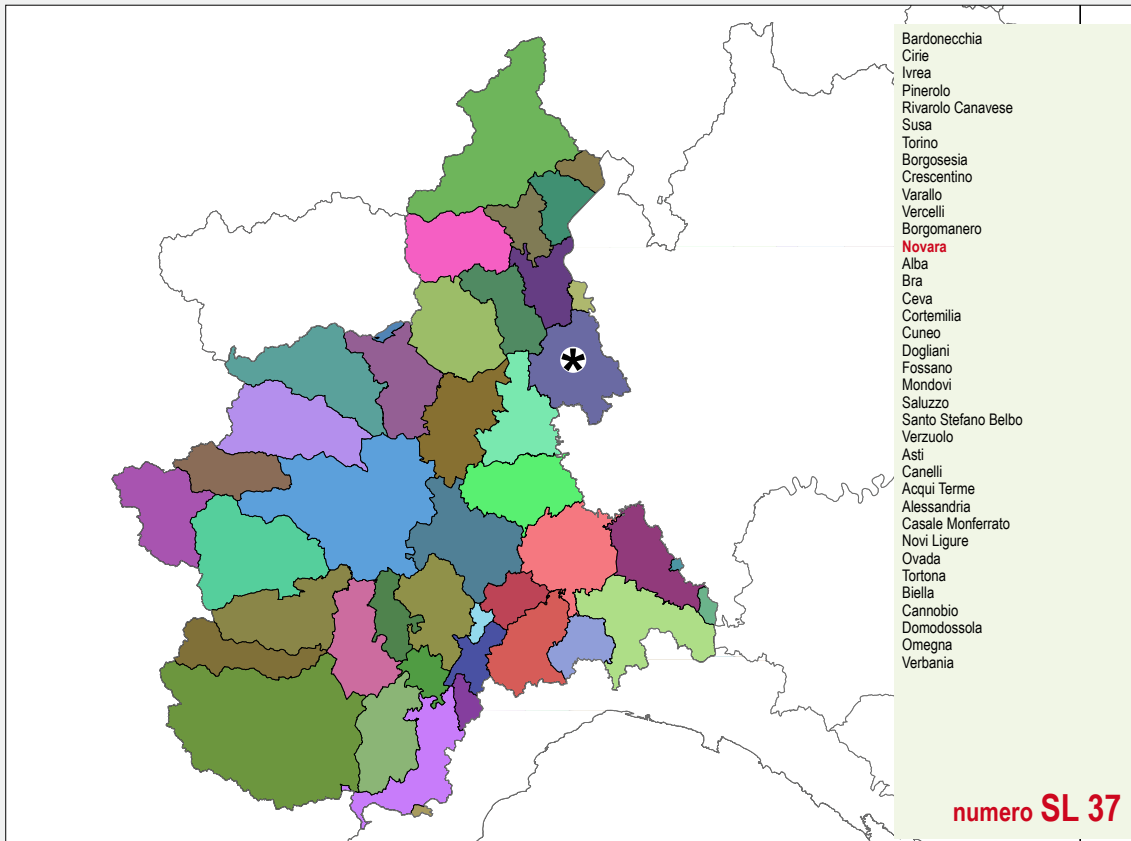 Bardonecchia
Cirie
Ivrea
Pinerolo
Rivarolo Canavese
Susa
Torino
Borgosesia
Crescentino
Varallo
Vercelli
Borgomanero
Novara
Alba
Bra
Ceva
Cortemilia
Cuneo
Dogliani
Fossano
Mondovi
Saluzzo
Santo Stefano Belbo
Verzuolo
Asti
Canelli
Acqui Terme
Alessandria
Casale Monferrato
Novi Ligure
Ovada
Tortona
Biella
Cannobio
Domodossola
Omegna
Verbania
numero SL 37